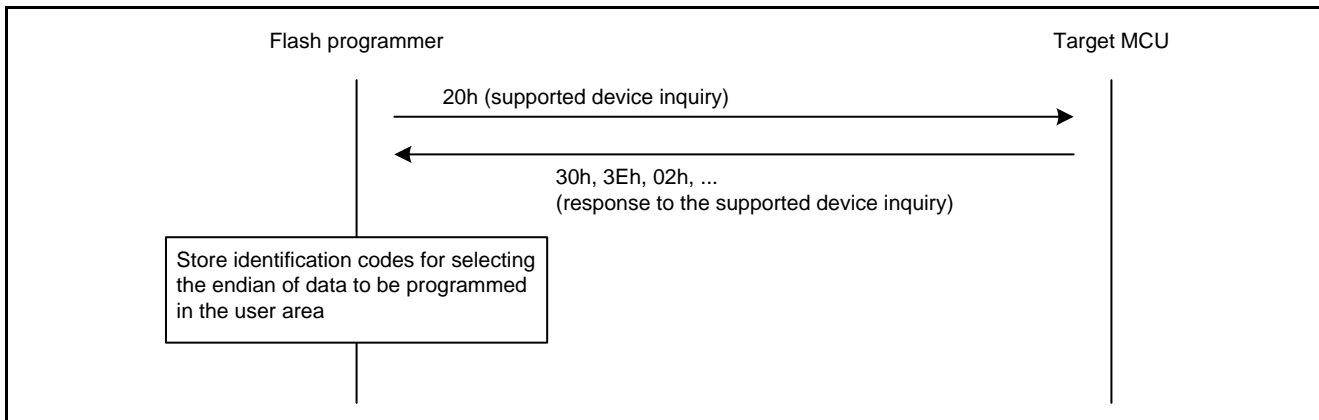 Flash programmer
Target MCU
20h (supported device inquiry)
30h, 3Eh, 02h, ...
(response to the supported device inquiry)
Store identification codes for selecting
the endian of data to be programmed
in the user area